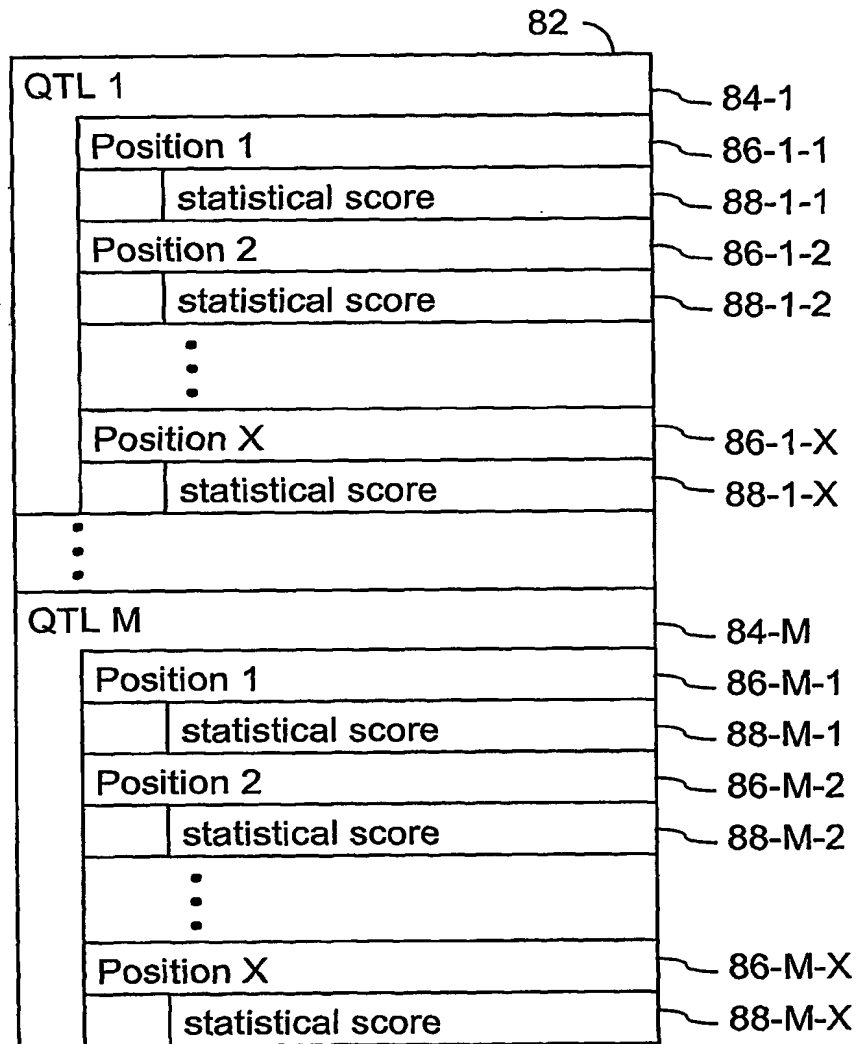 82
QTL 1
84-1
Position 1
86-1-1
statistical score
88-1-1
Position 2
86-1-2
statistical score
88-1-2
Position X
86-1-X
statistical score
88-1-X
QTL M
84-M
Position 1
86-M-1
statistical score
88-M-1
Position 2
86-M-2
statistical score
88-M-2
Position X
86-M-X
statistical score
88-M-X